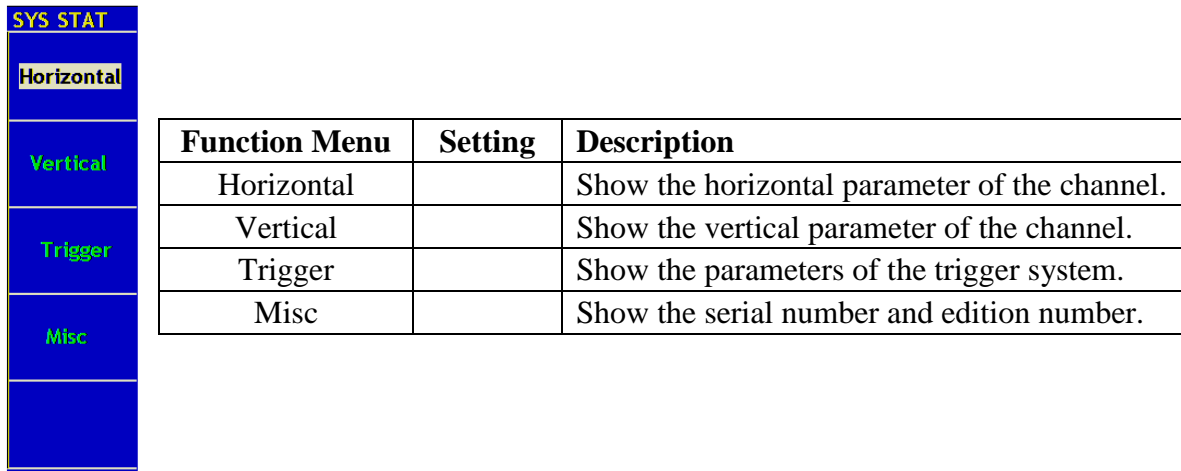 SYS STAT
Horizontal
Vertical
Trigger
Misc
Function Menu Setting Description
Horizontal Show the horizontal parameter of the channel.
Vertical Show the vertical parameter of the channel.
Trigger Show the parameters of the trigger system.
Misc Show the serial number and edition number.